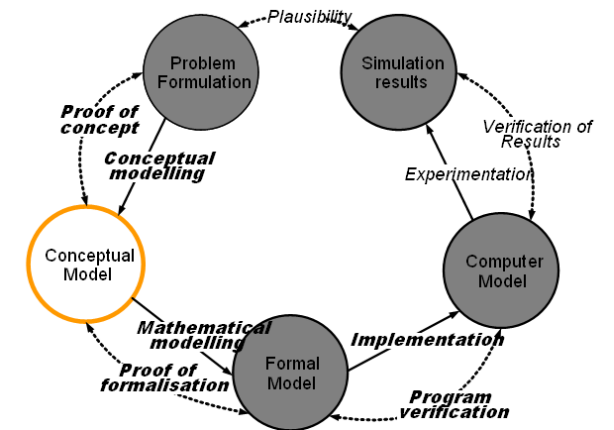 Plausibility
Problem
Formulation
Simulation
results
Proof of
concept
Conceptual
modelling
Verification of
Results
Experimentation
Conceptual
Model
Computer
Model
Mathematical
modelling
Implementation
Proof of
formalisation
Formal
Model
Program
verification